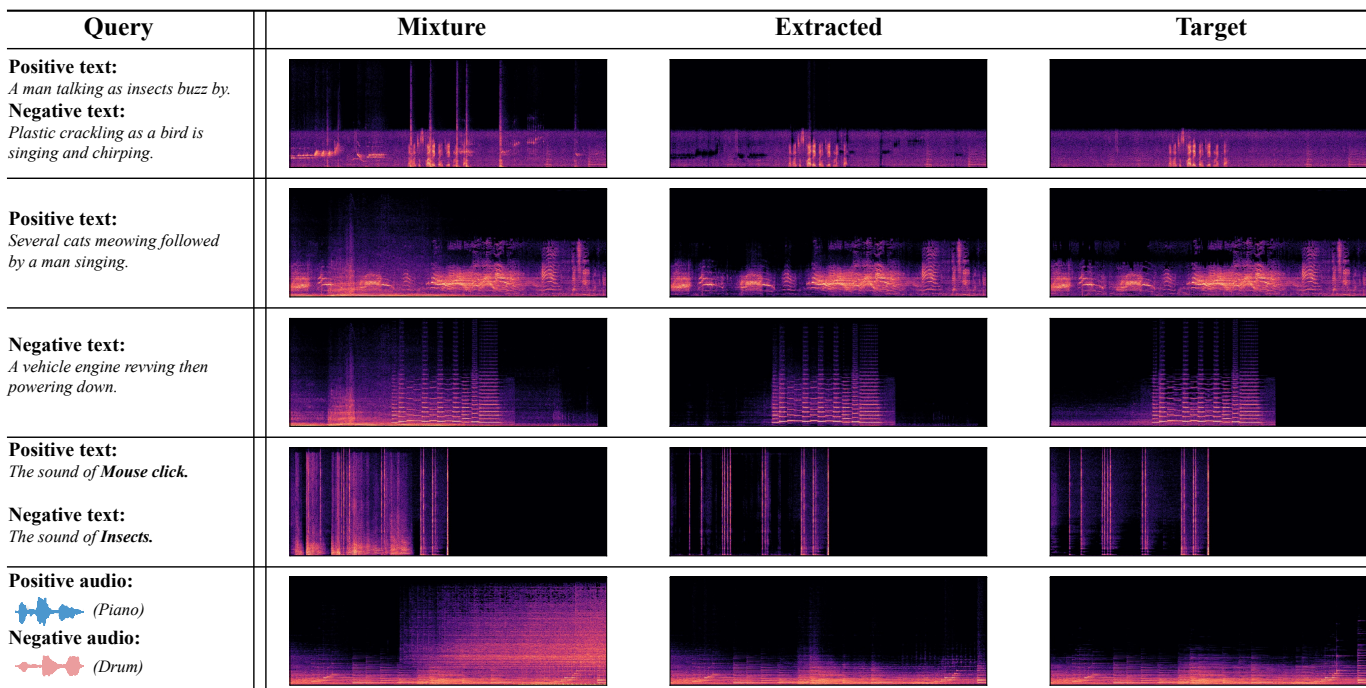 Query Mixture Extracted Target
Positive text:
A man talking as insects buzz by.
Negative text:
Plastic crackling as a bird is
singing and chirping.
Positive text:
Several cats meowing followed
by a man singing.
Negative text:
A vehicle engine revving then
powering down.
Positive text:
The sound of Mouse click.
Negative text:
The sound of Insects.
Positive audio:
(Piano)
Negative audio:
(Drum)